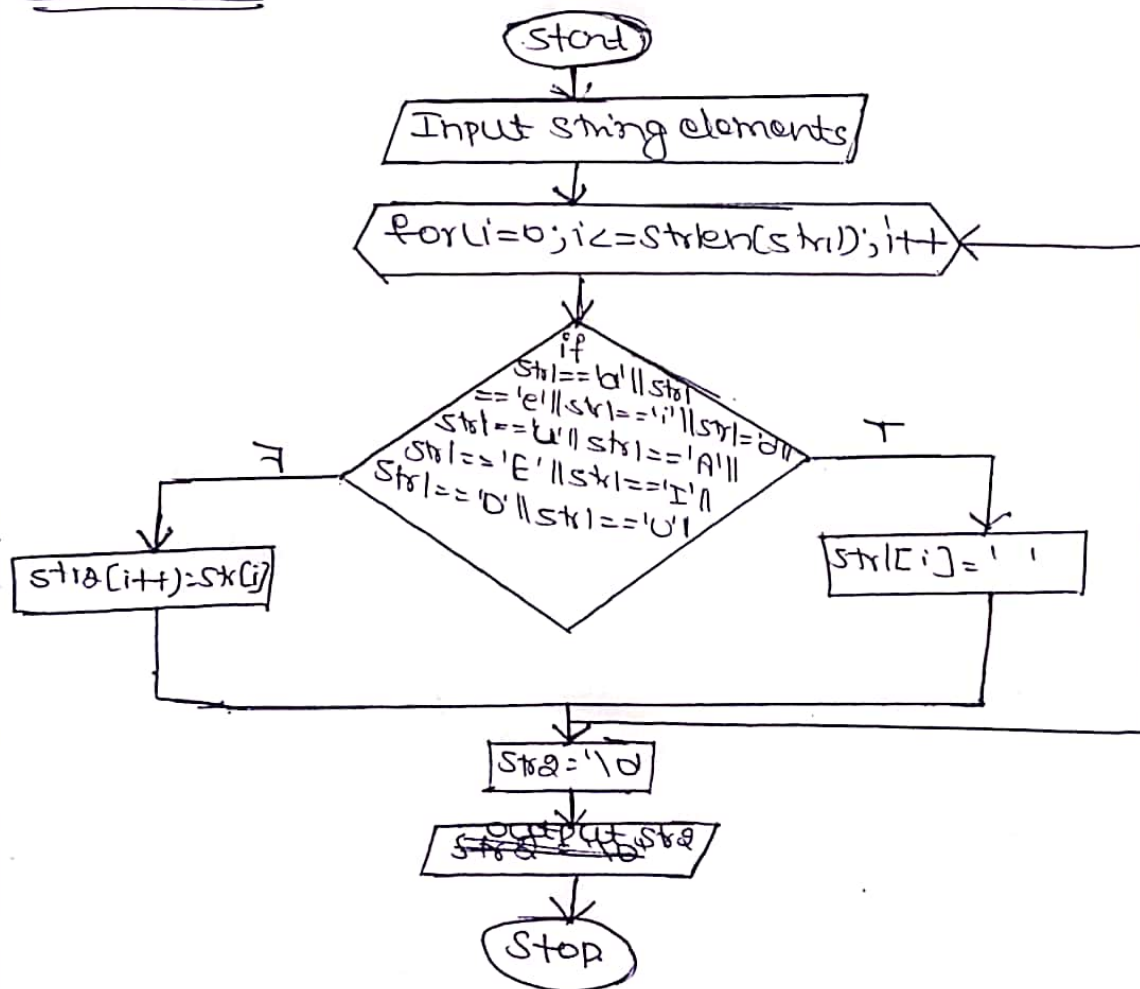 Start
Input string elements
for(i=0;i<=strlen(str1);i++
if
str1=='a'||str1
=='e'||str1=='i'||str1='o'||
str1=='u'||str1=='A'||
str1=='E'||str1=='I'||
str1=='O'||str1=='U'|
F
T
str2[i++)=str[i]
str1[i]=' '
str2='\0
output str2
Stop